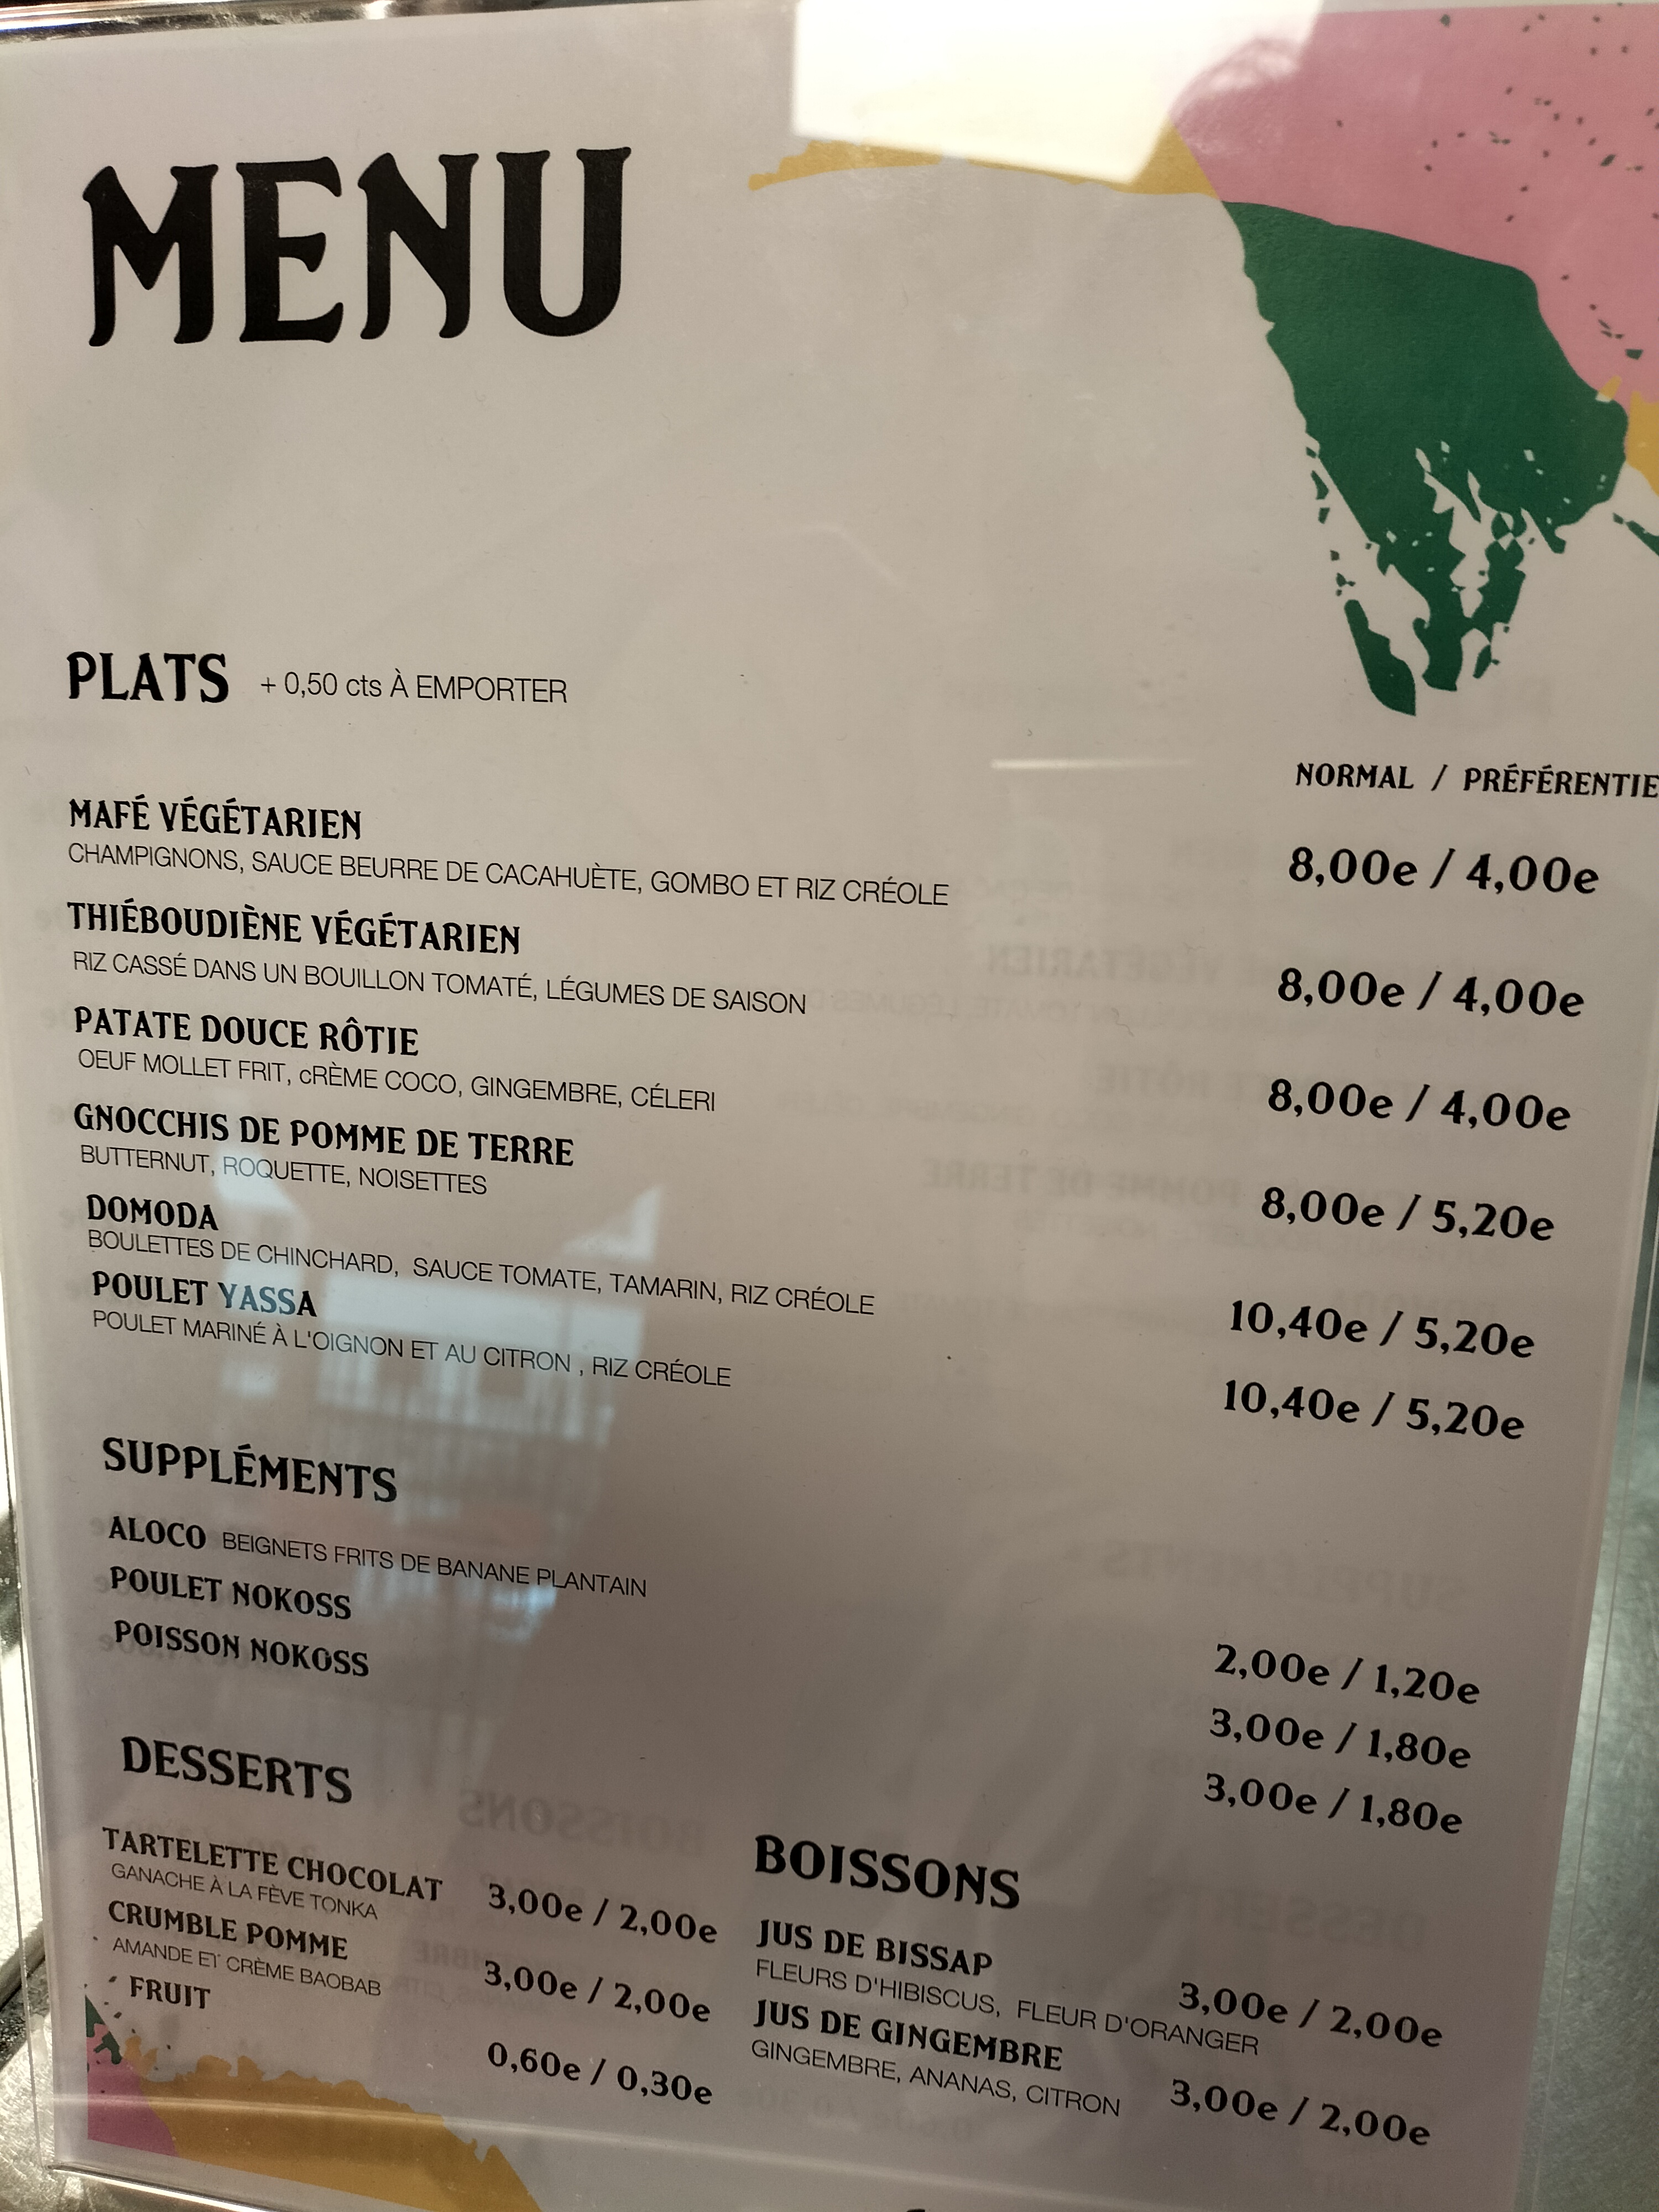 MENU
PLATS + 0,50 cts À EMPORTER
NORMAL / PRÉFÉRENTIE
MAFÉ VÉGÉTARIEN
CHAMPIGNONS, SAUCE BEURRE DE CACAHUÈTE, GOMBO ET RIZ CRÉOLE
8,00e / 4,00e
THIÉBOUDIÈNE VÉGÉTARIEN
RIZ CASSÉ DANS UN BOUILLON TOMATÉ, LÉGUMES DE SAISON
8,00e / 4,00e
PATATE DOUCE RÔTIE
OEUF MOLLET FRIT, cRÈME COCO, GINGEMBRE, CÉLERI
8,00e / 4,00e
GNOCCHIS DE POMME DE TERRE
BUTTERNUT, ROQUETTE, NOISETTES
8,00e / 5,20e
DOMODA
BOULETTES DE CHINCHARD, SAUCE TOMATE, TAMARIN, RIZ CRÉOLE
10,40e / 5,20e
POULET YASSA
POULET MARINÉ À L'OIGNON ET AU CITRON , RIZ CRÉOLE
10,40e / 5,20e
SUPPLÉMENTS
ALOCO BEIGNETS FRITS DE BANANE PLANTAIN
2,00e / 1,20e
POULET NOKOSS
3,00e / 1,80e
POISSON NOKOSS
3,00e / 1,80e
DESSERTS
TARTELETTE CHOCOLAT
GANACHE À LA FÈVE TONKA
3,00e / 2,00e
CRUMBLE POMME
AMANDE ET CRÈME BAOBAB
3,00e / 2,00e
FRUIT
0,60e / 0,30e
BOISSONS
JUS DE BISSAP
FLEURS D'HIBISCUS, FLEUR D'ORANGER
3,00e / 2,00e
JUS DE GINGEMBRE
GINGEMBRE, ANANAS, CITRON
3,00e / 2,00e